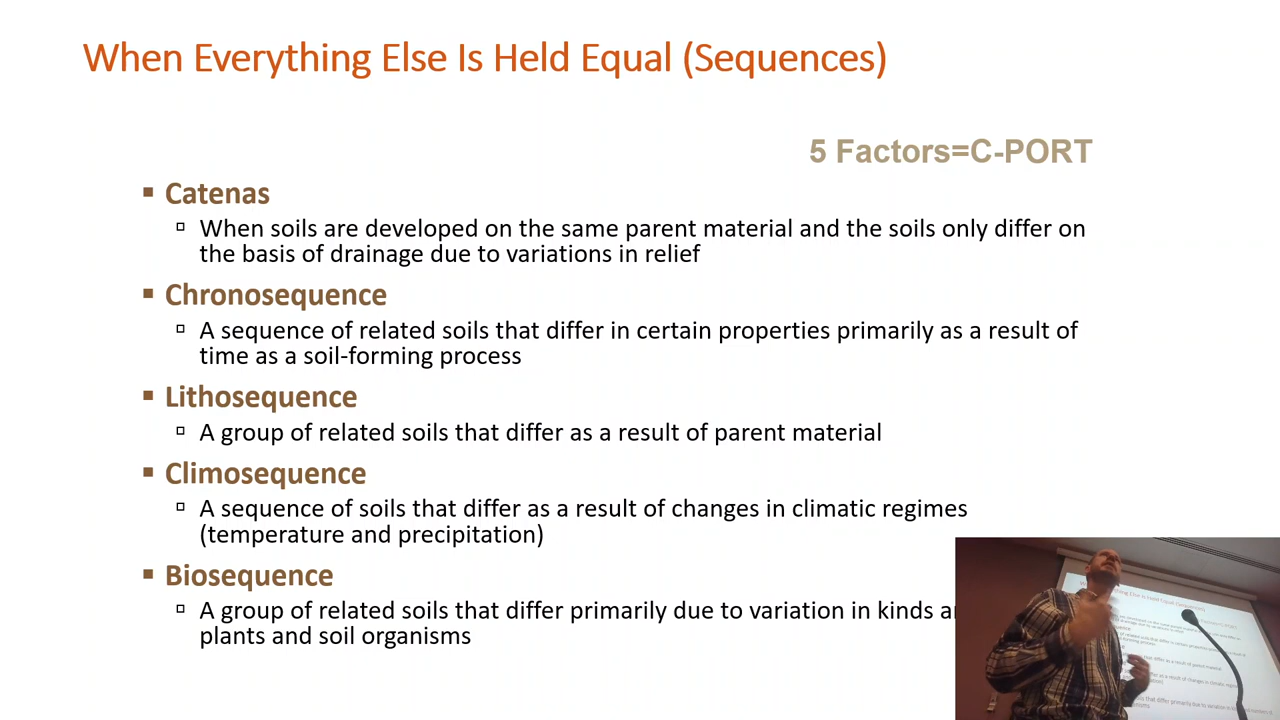 When Everything Else Is Held Equal (Sequences)
5 Factors=C-PORT
▪ Catenas
▫ When soils are developed on the same parent material and the soils only differ on
the basis of drainage due to variations in relief
▪ Chronosequence
▫ A sequence of related soils that differ in certain properties primarily as a result of
time as a soil-forming process
▪ Lithosequence
▫ A group of related soils that differ as a result of parent material
▪ Climosequence
▫ A sequence of soils that differ as a result of changes in climatic regimes
(temperature and precipitation)
▪ Biosequence
▫ A group of related soils that differ primarily due to variation in kinds
plants and soil organisms